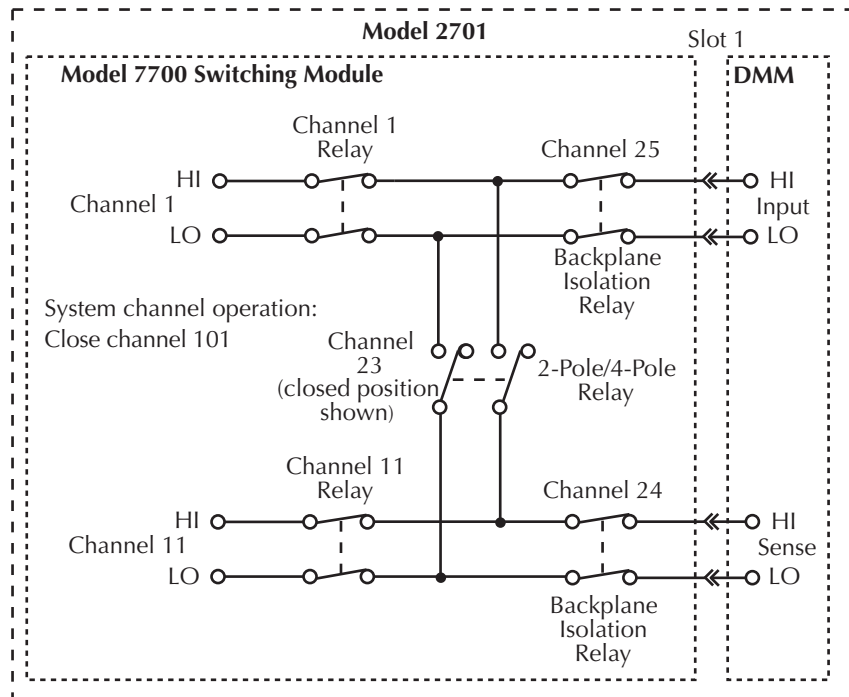 Model 2701
Slot 1
Model 7700 Switching Module
DMM
Channel 1
Relay
Channel 25
HI
HI
Channel 1
Input
LO
LO
Backplane
Isolation
Relay
System channel operation:
Close channel 101
Channel
23
(closed position
shown)
2-Pole/4-Pole
Relay
Channel 11
Relay
Channel 24
HI
HI
Channel 11
Sense
LO
LO
Backplane
Isolation
Relay